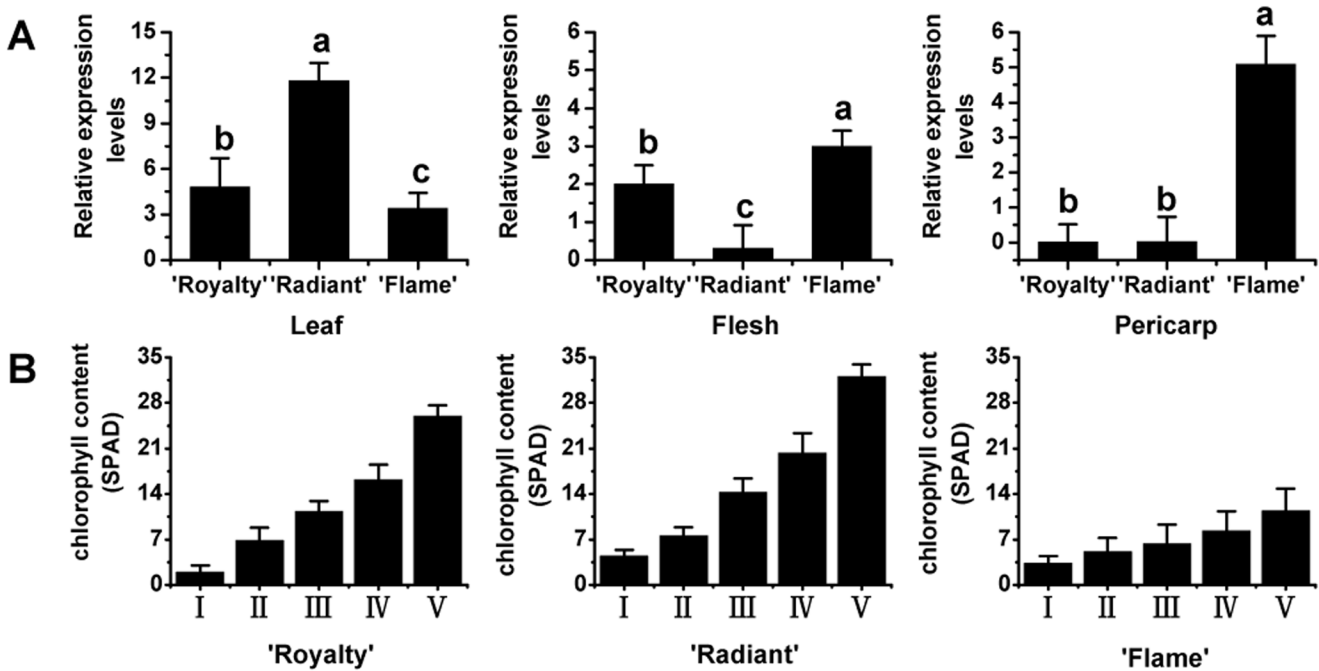 A
Relative expression levels
15
12
9
6
3
0
b
a
c
'Royalty' 'Radiant' 'Flame'
Leaf
Relative expression levels
6
5
4
3
2
1
0
b
c
a
'Royalty' 'Radiant' 'Flame'
Flesh
Relative expression levels
6
5
4
3
2
1
0
b
b
a
'Royalty' 'Radiant' 'Flame'
Pericarp
B
chlorophyll content
(SPAD)
35
28
21
14
7
0
I II III IV V
'Royalty'
chlorophyll content
(SPAD)
35
28
21
14
7
0
I II III IV V
'Radiant'
chlorophyll content
(SPAD)
35
28
21
14
7
0
I II III IV V
'Flame'